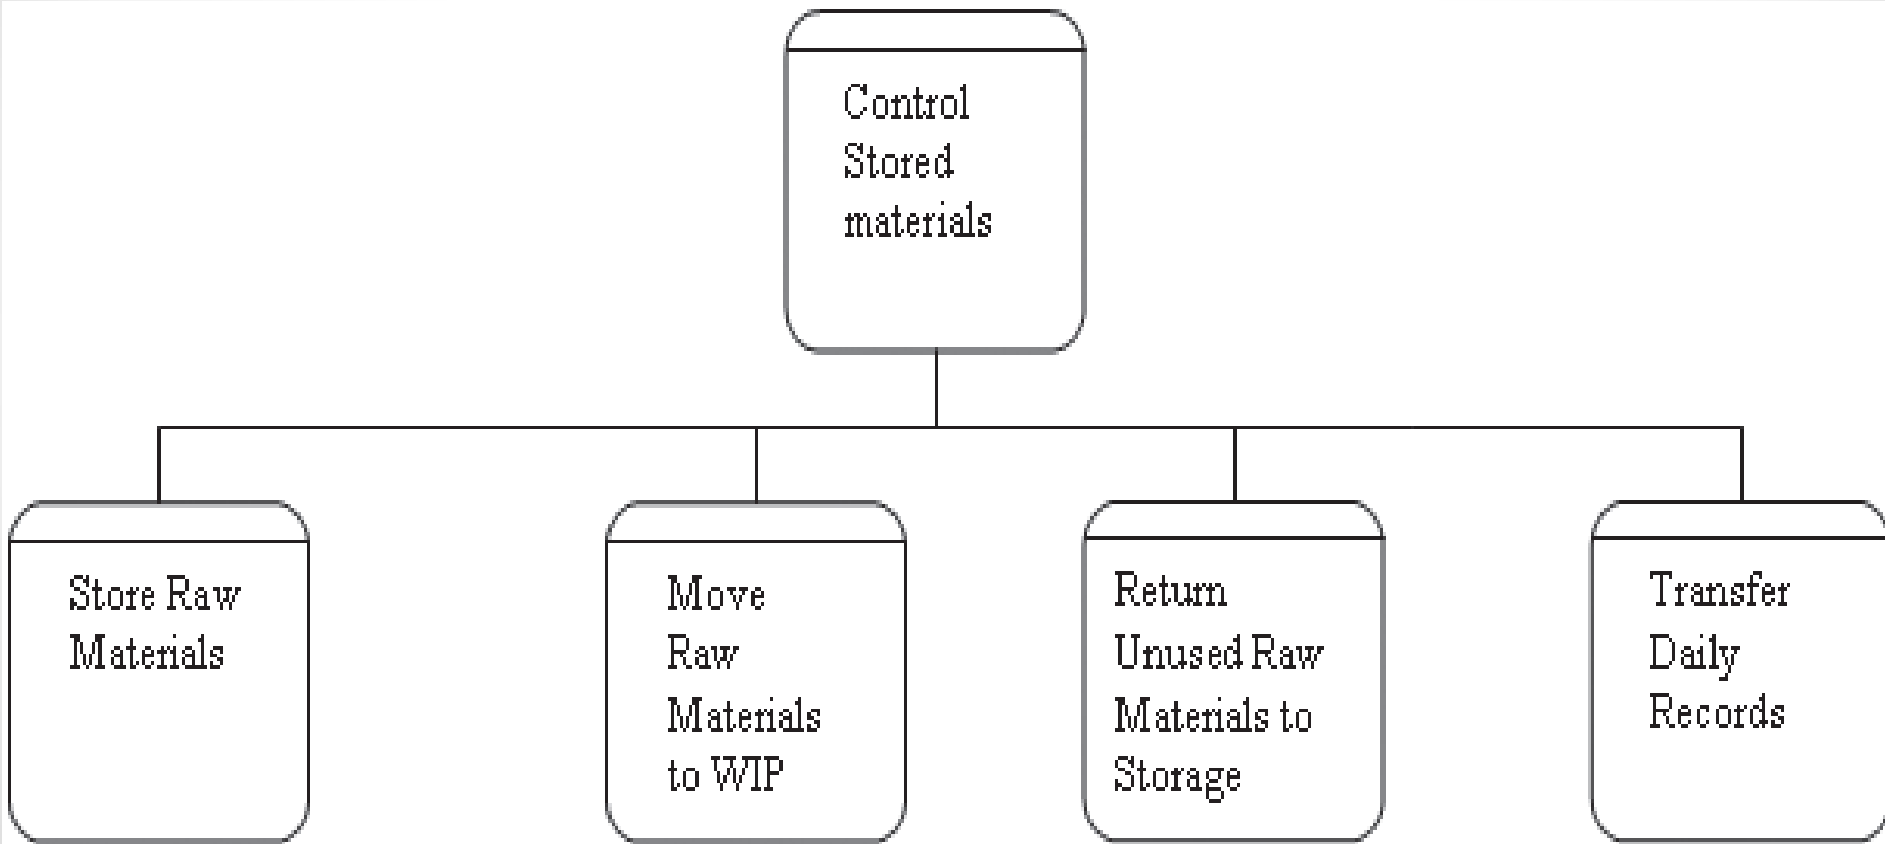 Control
Stored
materials
Store Raw
Materials
Move
Raw
Materials
to WIP
Return
Unused Raw
Materials to
Storage
Transfer
Daily
Records